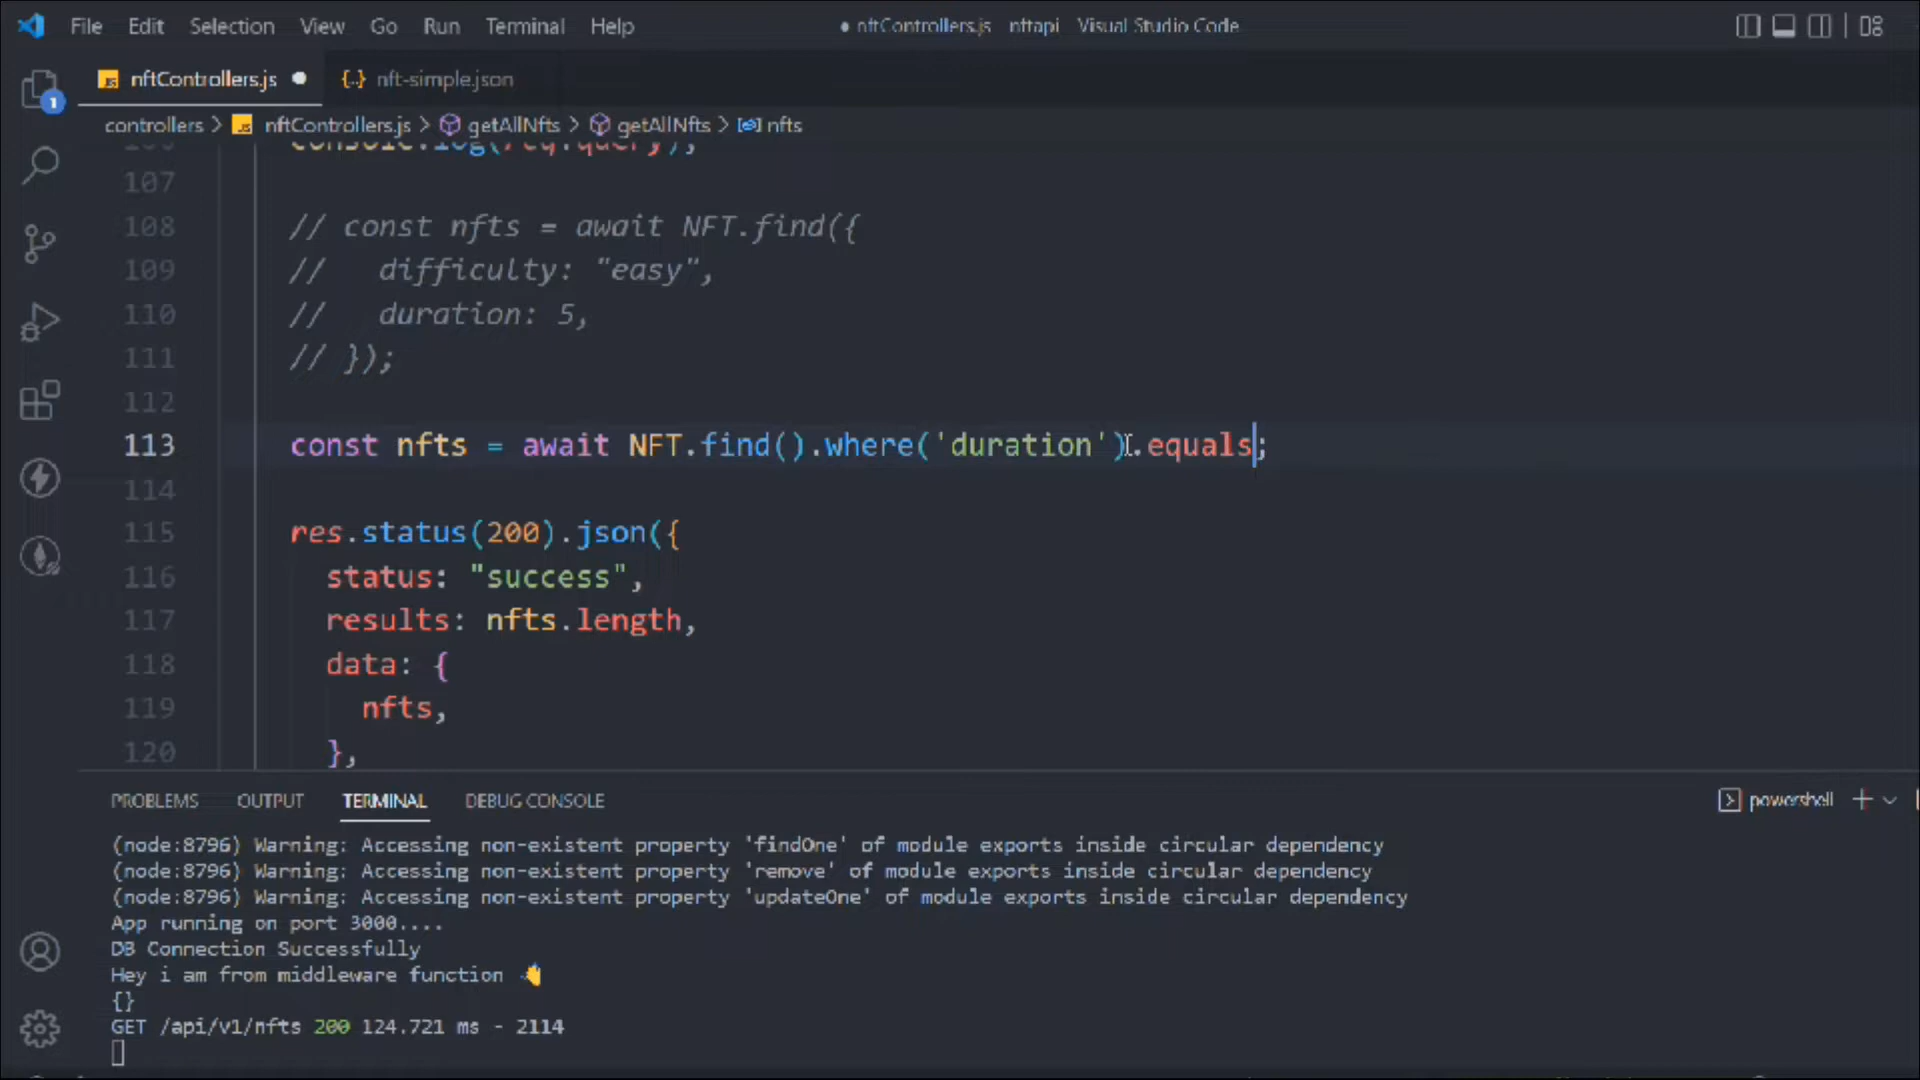 File Edit Selection View Go Run Terminal Help
● nftControllers.js nftapi Visual Studio Code
nftControllers.js ●
{..} nft-simple.json
controllers > nftControllers.js > getAllNfts > getAllNfts > nfts
1
106 console.log(req.query);
107
108 // const nfts = await NFT.find({
109 //   difficulty: "easy",
110 //   duration: 5,
111 // });
112
113 const nfts = await NFT.find().where('duration').equals;
114
115 res.status(200).json({
116 status: "success",
117 results: nfts.length,
118 data: {
119 nfts,
120 },
PROBLEMS OUTPUT TERMINAL DEBUG CONSOLE
powershell
(node:8796) Warning: Accessing non-existent property 'findOne' of module exports inside circular dependency
(node:8796) Warning: Accessing non-existent property 'remove' of module exports inside circular dependency
(node:8796) Warning: Accessing non-existent property 'updateOne' of module exports inside circular dependency
App running on port 3000....
DB Connection Successfully
Hey i am from middleware function 👋
{}
GET /api/v1/nfts 200 124.721 ms - 2114